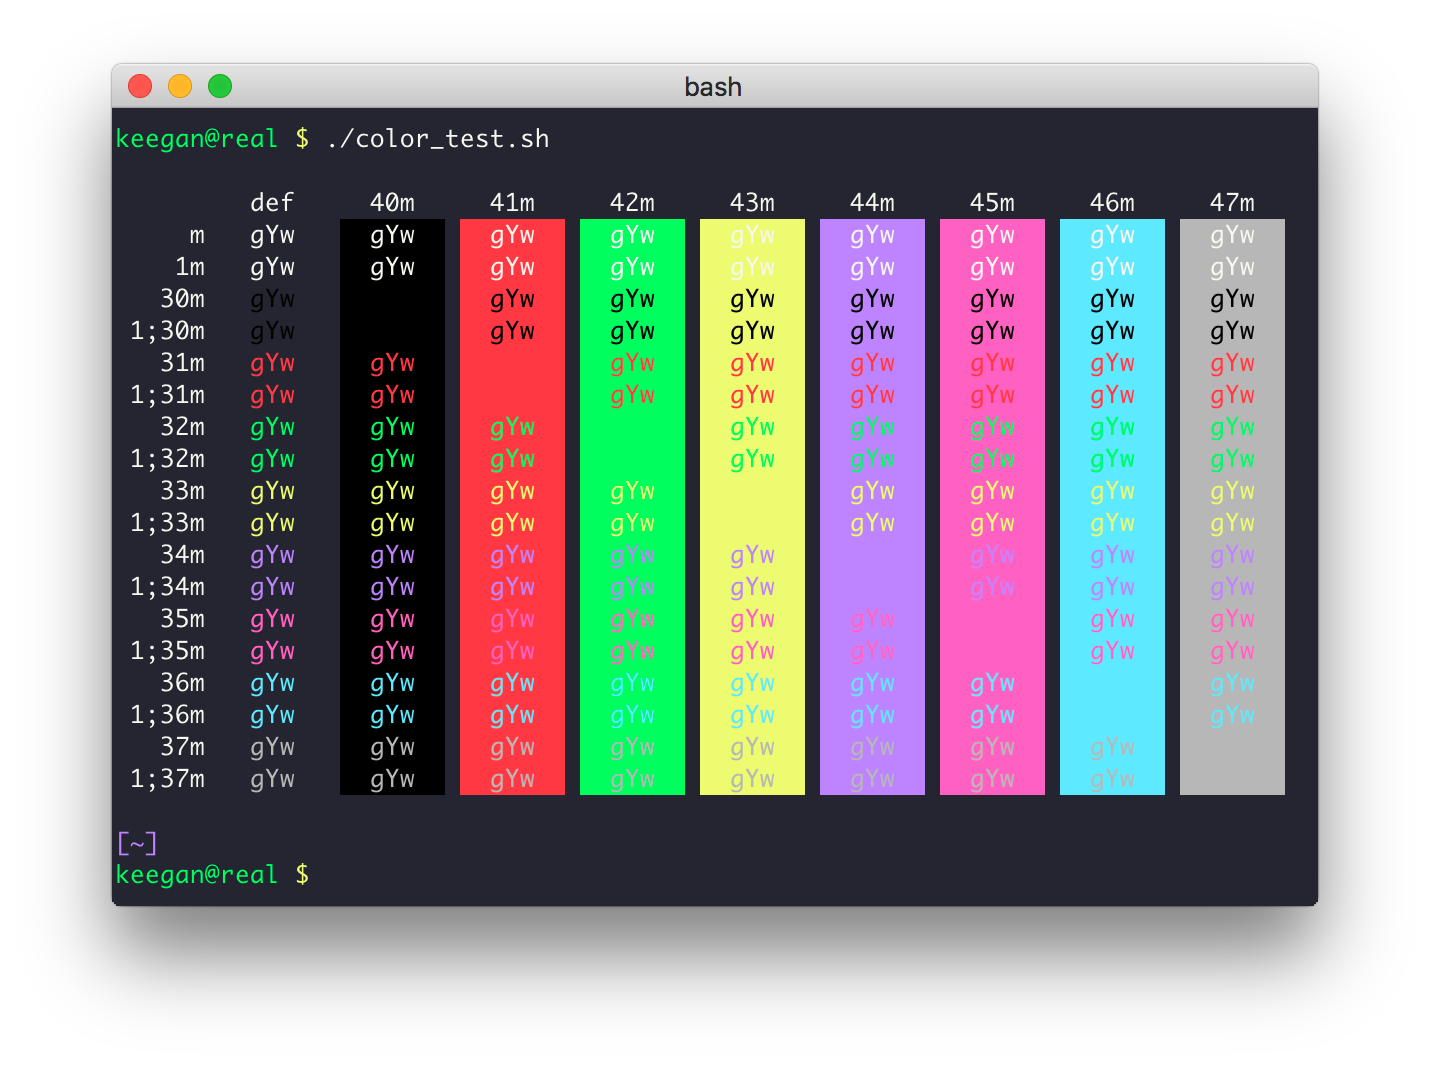 bash
keegan@real $ ./color_test.sh
def 40m 41m 42m 43m 44m 45m 46m 47m
m gYw gYw gYw gYw gYw gYw gYw gYw gYw
1m gYw gYw gYw gYw gYw gYw gYw gYw gYw
30m gYw gYw gYw gYw gYw gYw gYw gYw
1;30m gYw gYw gYw gYw gYw gYw gYw gYw
31m gYw gYw gYw gYw gYw gYw gYw gYw
1;31m gYw gYw gYw gYw gYw gYw gYw gYw
32m gYw gYw gYw gYw gYw gYw gYw gYw
1;32m gYw gYw gYw gYw gYw gYw gYw gYw
33m gYw gYw gYw gYw gYw gYw gYw gYw
1;33m gYw gYw gYw gYw gYw gYw gYw gYw
34m gYw gYw gYw gYw gYw gYw gYw gYw
1;34m gYw gYw gYw gYw gYw gYw gYw gYw
35m gYw gYw gYw gYw gYw gYw gYw gYw
1;35m gYw gYw gYw gYw gYw gYw gYw gYw
36m gYw gYw gYw gYw gYw gYw gYw gYw
1;36m gYw gYw gYw gYw gYw gYw gYw gYw
37m gYw gYw gYw gYw gYw gYw gYw gYw
1;37m gYw gYw gYw gYw gYw gYw gYw gYw
[~]
keegan@real $